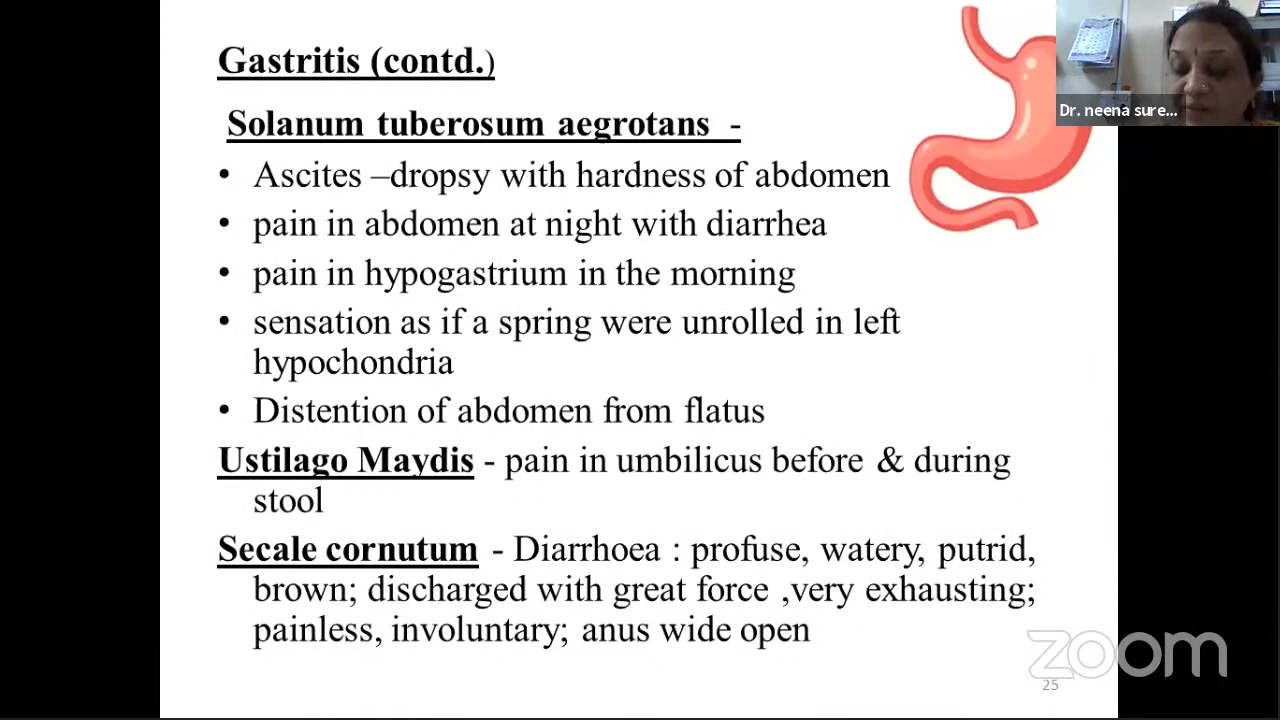 Gastritis (contd.)
Solanum tuberosum aegrotans -
• Ascites –dropsy with hardness of abdomen
• pain in abdomen at night with diarrhea
• pain in hypogastrium in the morning
• sensation as if a spring were unrolled in left
hypochondria
• Distention of abdomen from flatus
Ustilago Maydis - pain in umbilicus before & during
stool
Secale cornutum - Diarrhoea : profuse, watery, putrid,
brown; discharged with great force ,very exhausting;
painless, involuntary; anus wide open
Dr. neena sure...
zoom
25